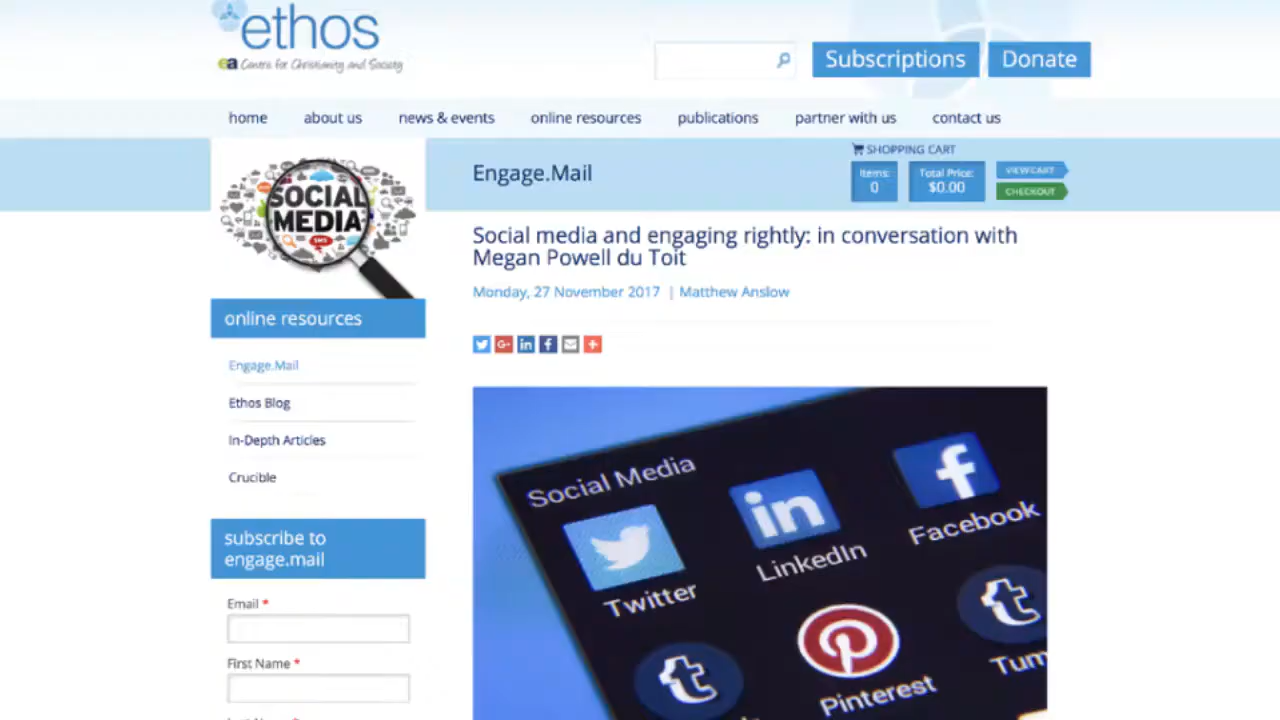 ethos
ea Centre for Christianity and Society
Subscriptions
Donate
home
about us
news & events
online resources
publications
partner with us
contact us
SOCIAL
MEDIA
SMS
Engage.Mail
SHOPPING CART
Items:
0
Total Price:
$0.00
VIEW CART
CHECKOUT
Social media and engaging rightly: in conversation with
Megan Powell du Toit
Monday, 27 November 2017 | Matthew Anslow
online resources
Engage.Mail
Ethos Blog
In-Depth Articles
Crucible
subscribe to
engage.mail
Email *
First Name *
Social Media
Twitter
LinkedIn
Facebook
Pinterest
Tum